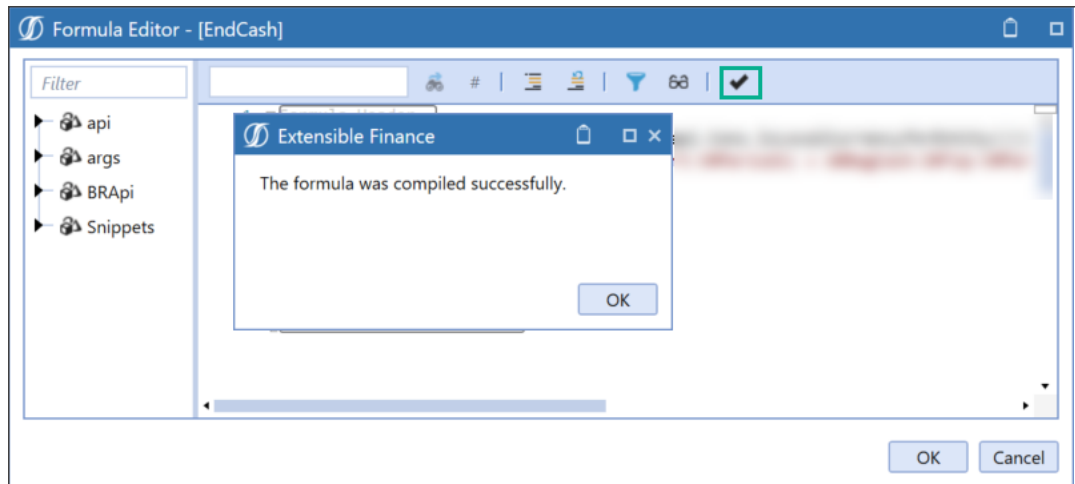 Formula Editor - [EndCash]
Filter
#
api
args
BRApi
Snippets
Extensible Finance
The formula was compiled successfully.
OK
OK
Cancel